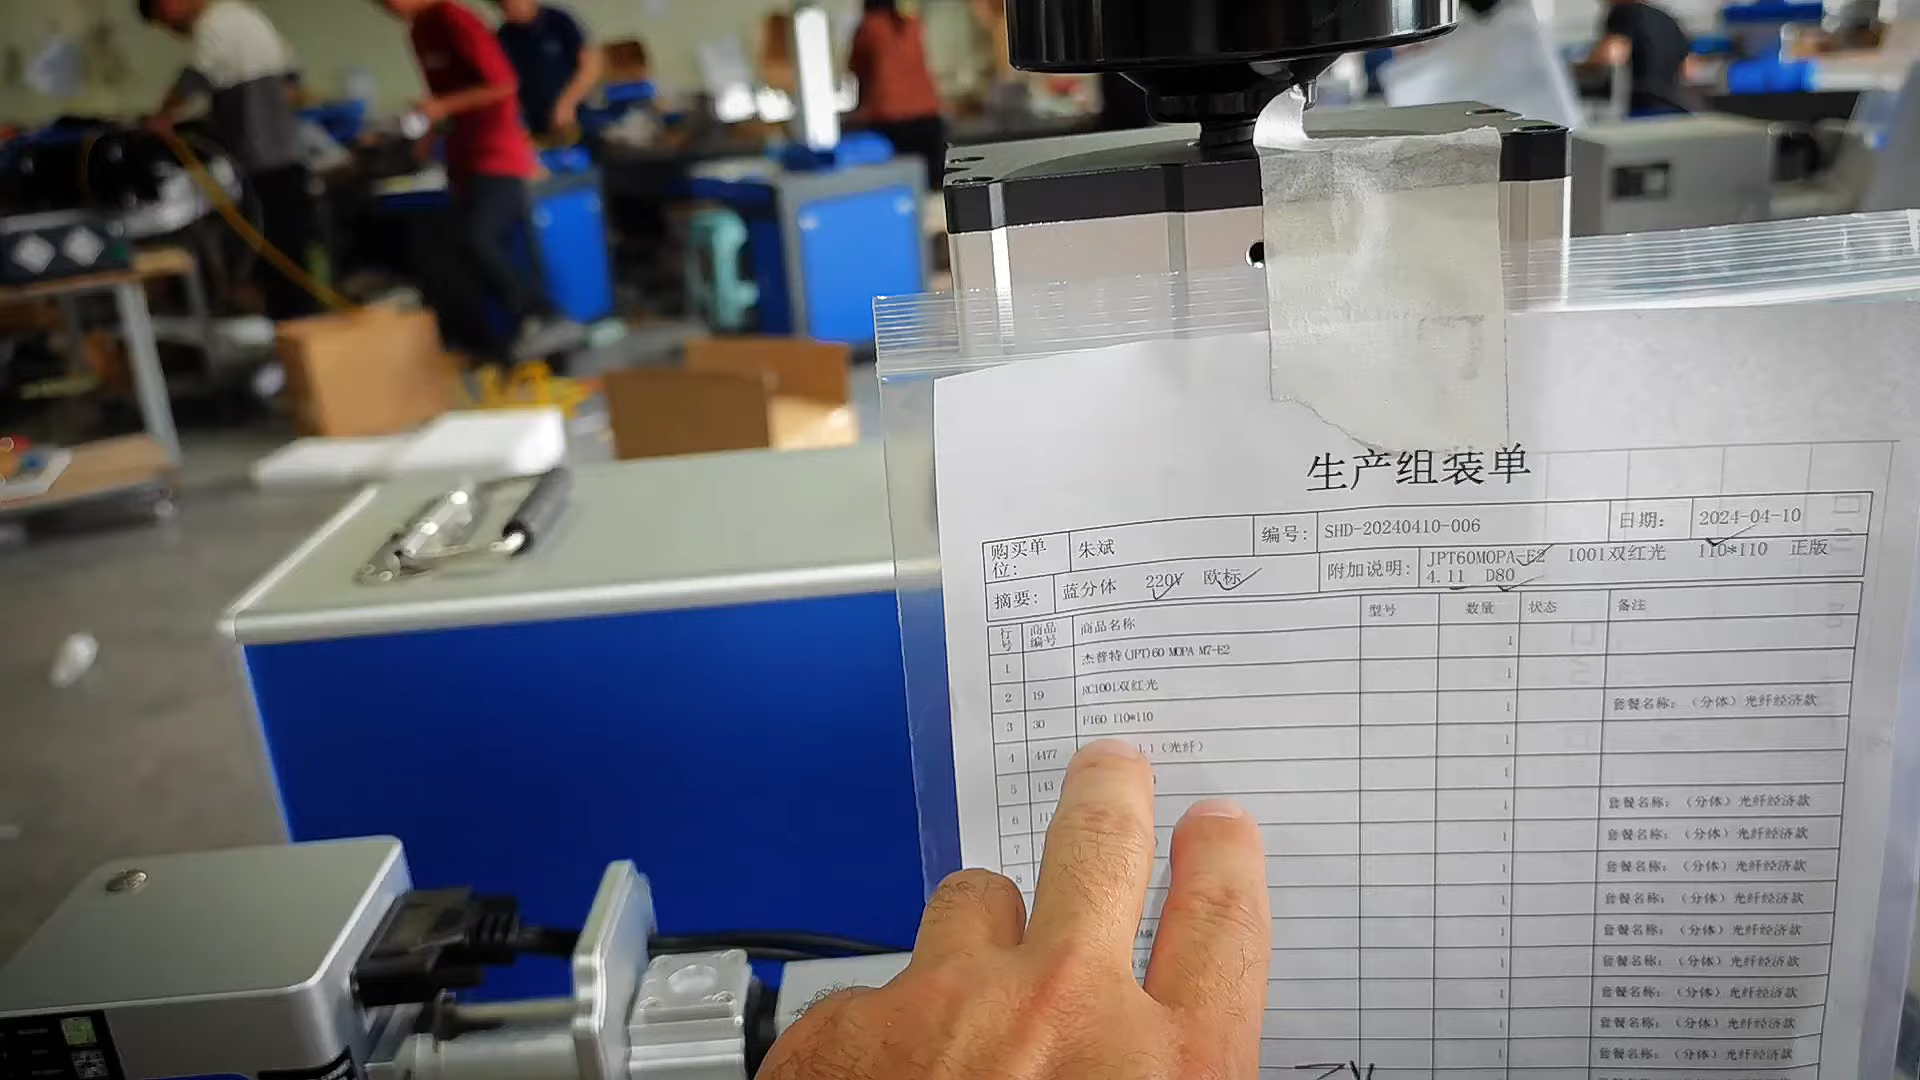 生产组装单
购买单位: 朱斌 编号: SHD-20240410-006 日期: 2024-04-10
摘要: 蓝分体 220V 欧标 附加说明: JPT60MOPA-E2 1001双红光 110*110 正版
4.11 D80
行号 商品编号 商品名称 型号 数量 状态 备注
1 杰普特(JPT)60 MOPA M7-E2 1
2 19 RC1001双红光 1
3 30 F160 110*110 1 套餐名称: (分体) 光纤经济款
4 4477 1.1 (光纤) 1
5 143 1
6 1 套餐名称: (分体) 光纤经济款
7 1 套餐名称: (分体) 光纤经济款
8 1 套餐名称: (分体) 光纤经济款
1 套餐名称: (分体) 光纤经济款
1 套餐名称: (分体) 光纤经济款
1 套餐名称: (分体) 光纤经济款
1 套餐名称: (分体) 光纤经济款
1 套餐名称: (分体) 光纤经济款
1 套餐名称: (分体) 光纤经济款